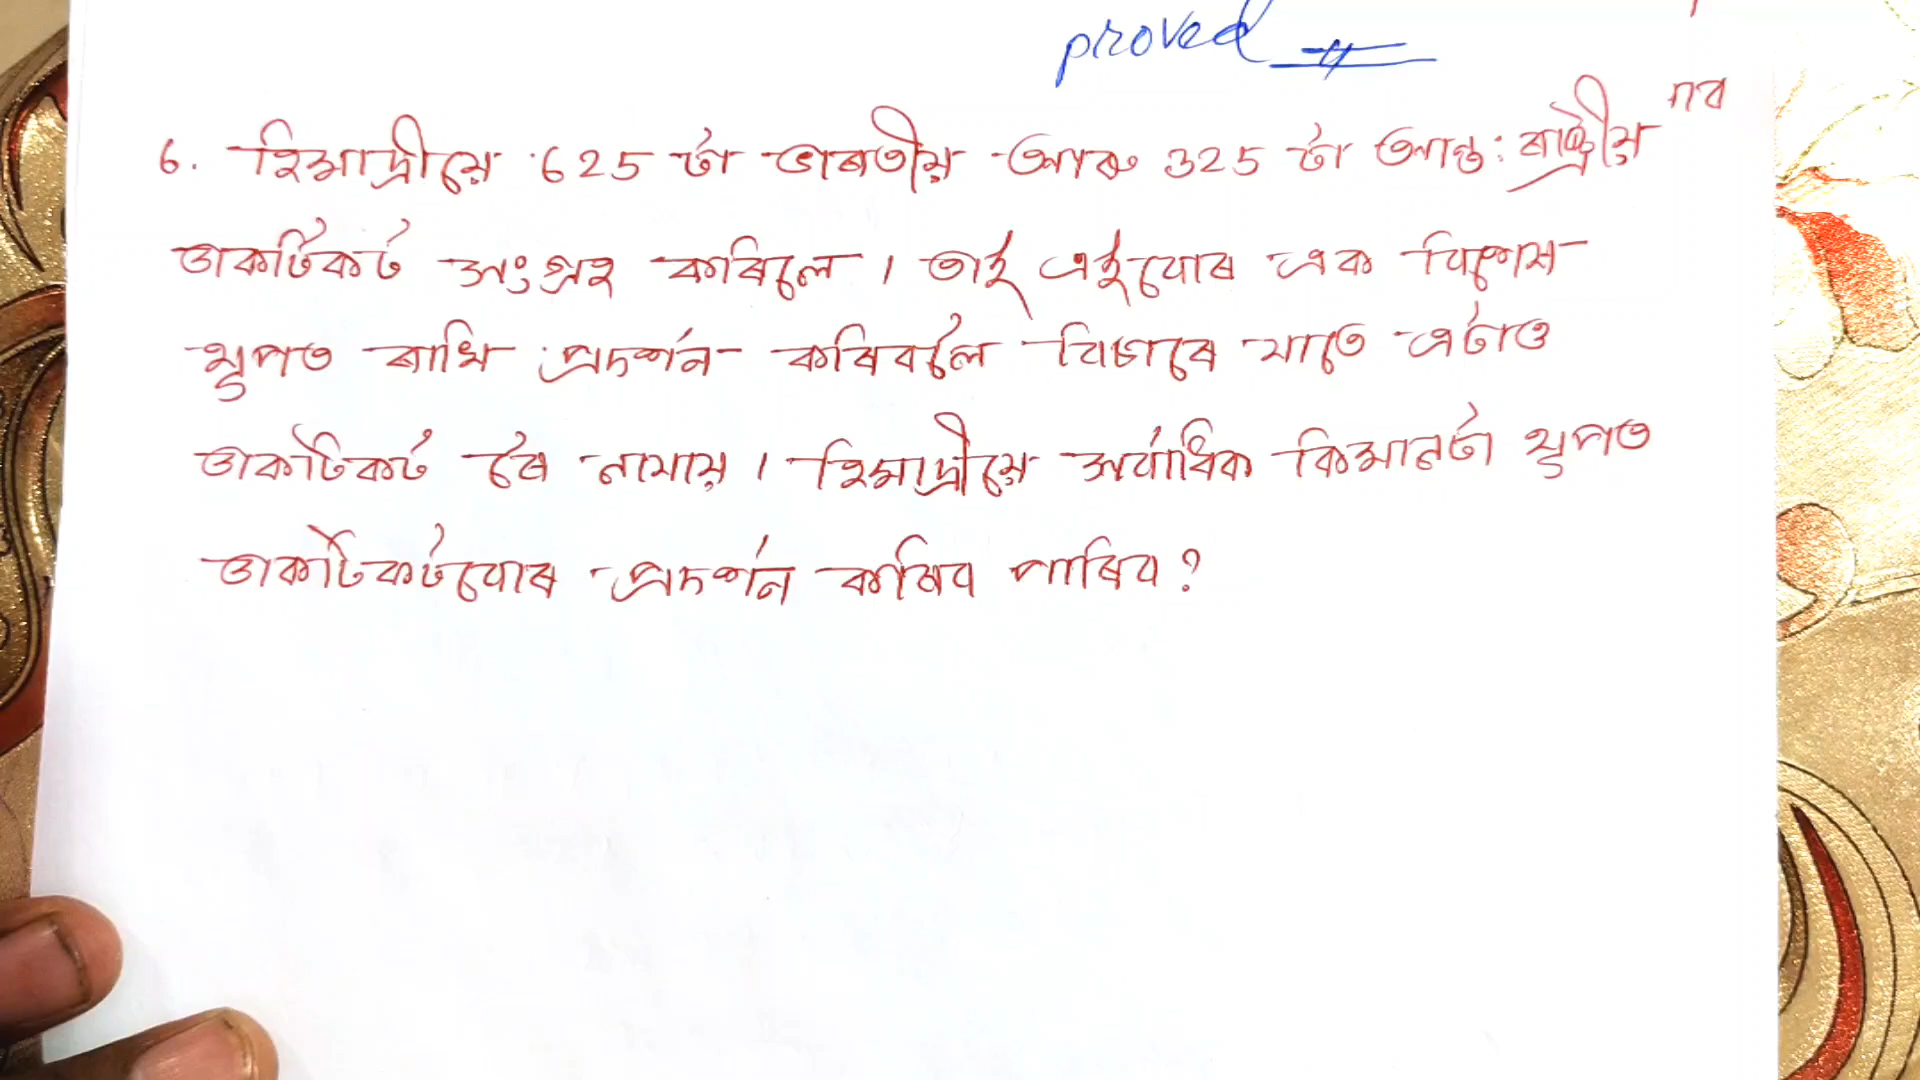 proved
6. হিমাদ্ৰীয়ে 625 টা ভাৰতীয় আৰু 325 টা আন্ত: ৰাষ্ট্ৰীয়
ডাকটিকট সংগ্ৰহ কৰিলে । তাই এইবোৰ এক বিশেষ
থূপত ৰাখি প্ৰদৰ্শন কৰিবলৈ বিচাৰে যাতে এটাও
ডাকটিকট ৰৈ নাযায় । হিমাদ্ৰীয়ে সৰ্বাধিক কিমানটা থূপত
ডাকটিকটবোৰ প্ৰদৰ্শন কৰিব পাৰিব ?